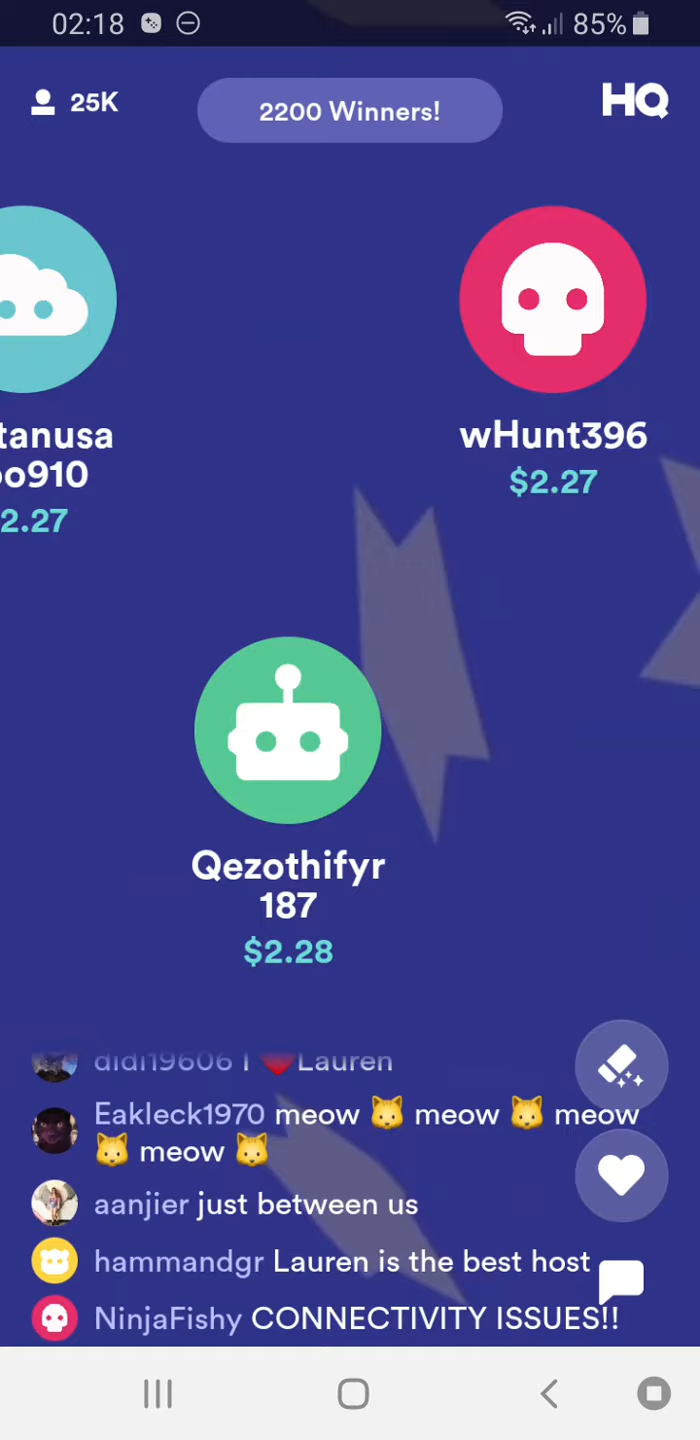 02:18
85%
25K
2200 Winners!
HQ
tanusa
o910
2.27
wHunt396
$2.27
Qezothifyr
187
$2.28
didi19606 I ❤️Lauren
Eakleck1970 meow 🐱 meow 🐱 meow
🐱 meow 🐱
aanjier just between us
hammandgr Lauren is the best host
NinjaFishy CONNECTIVITY ISSUES!!